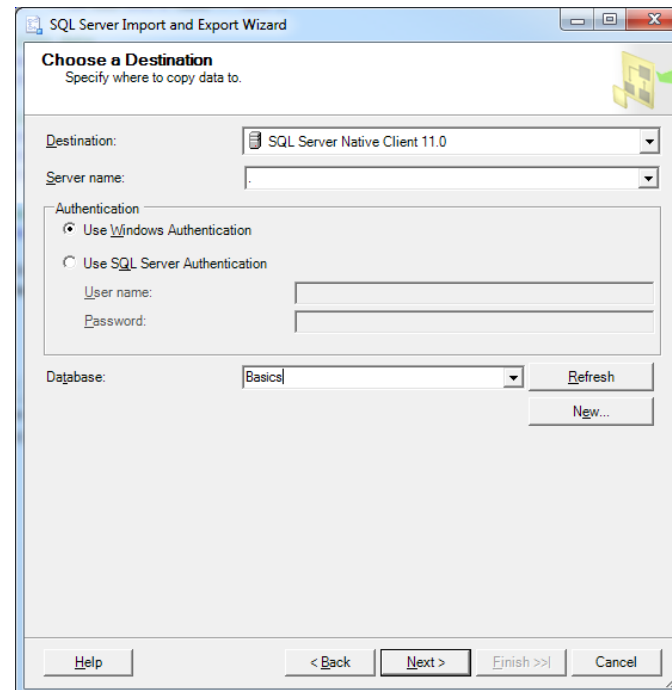 SQL Server Import and Export Wizard
Choose a Destination
Specify where to copy data to.
Destination:
SQL Server Native Client 11.0
Server name:
.
Authentication
Use Windows Authentication
Use SQL Server Authentication
User name:
Password:
Database:
Basics
Refresh
New...
Help
< Back
Next >
Finish >>|
Cancel